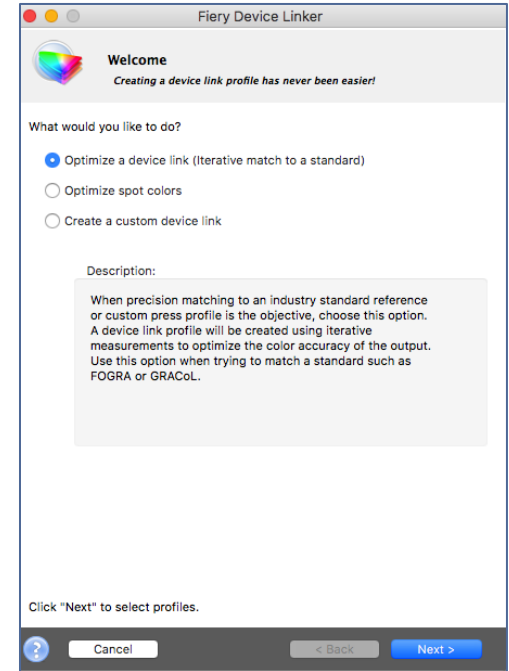 Fiery Device Linker
Welcome
Creating a device link profile has never been easier!
What would you like to do?
Optimize a device link (Iterative match to a standard)
Optimize spot colors
Create a custom device link
Description:
When precision matching to an industry standard reference
or custom press profile is the objective, choose this option.
A device link profile will be created using iterative
measurements to optimize the color accuracy of the output.
Use this option when trying to match a standard such as
FOGRA or GRACoL.
Click "Next" to select profiles.
? Cancel < Back Next >